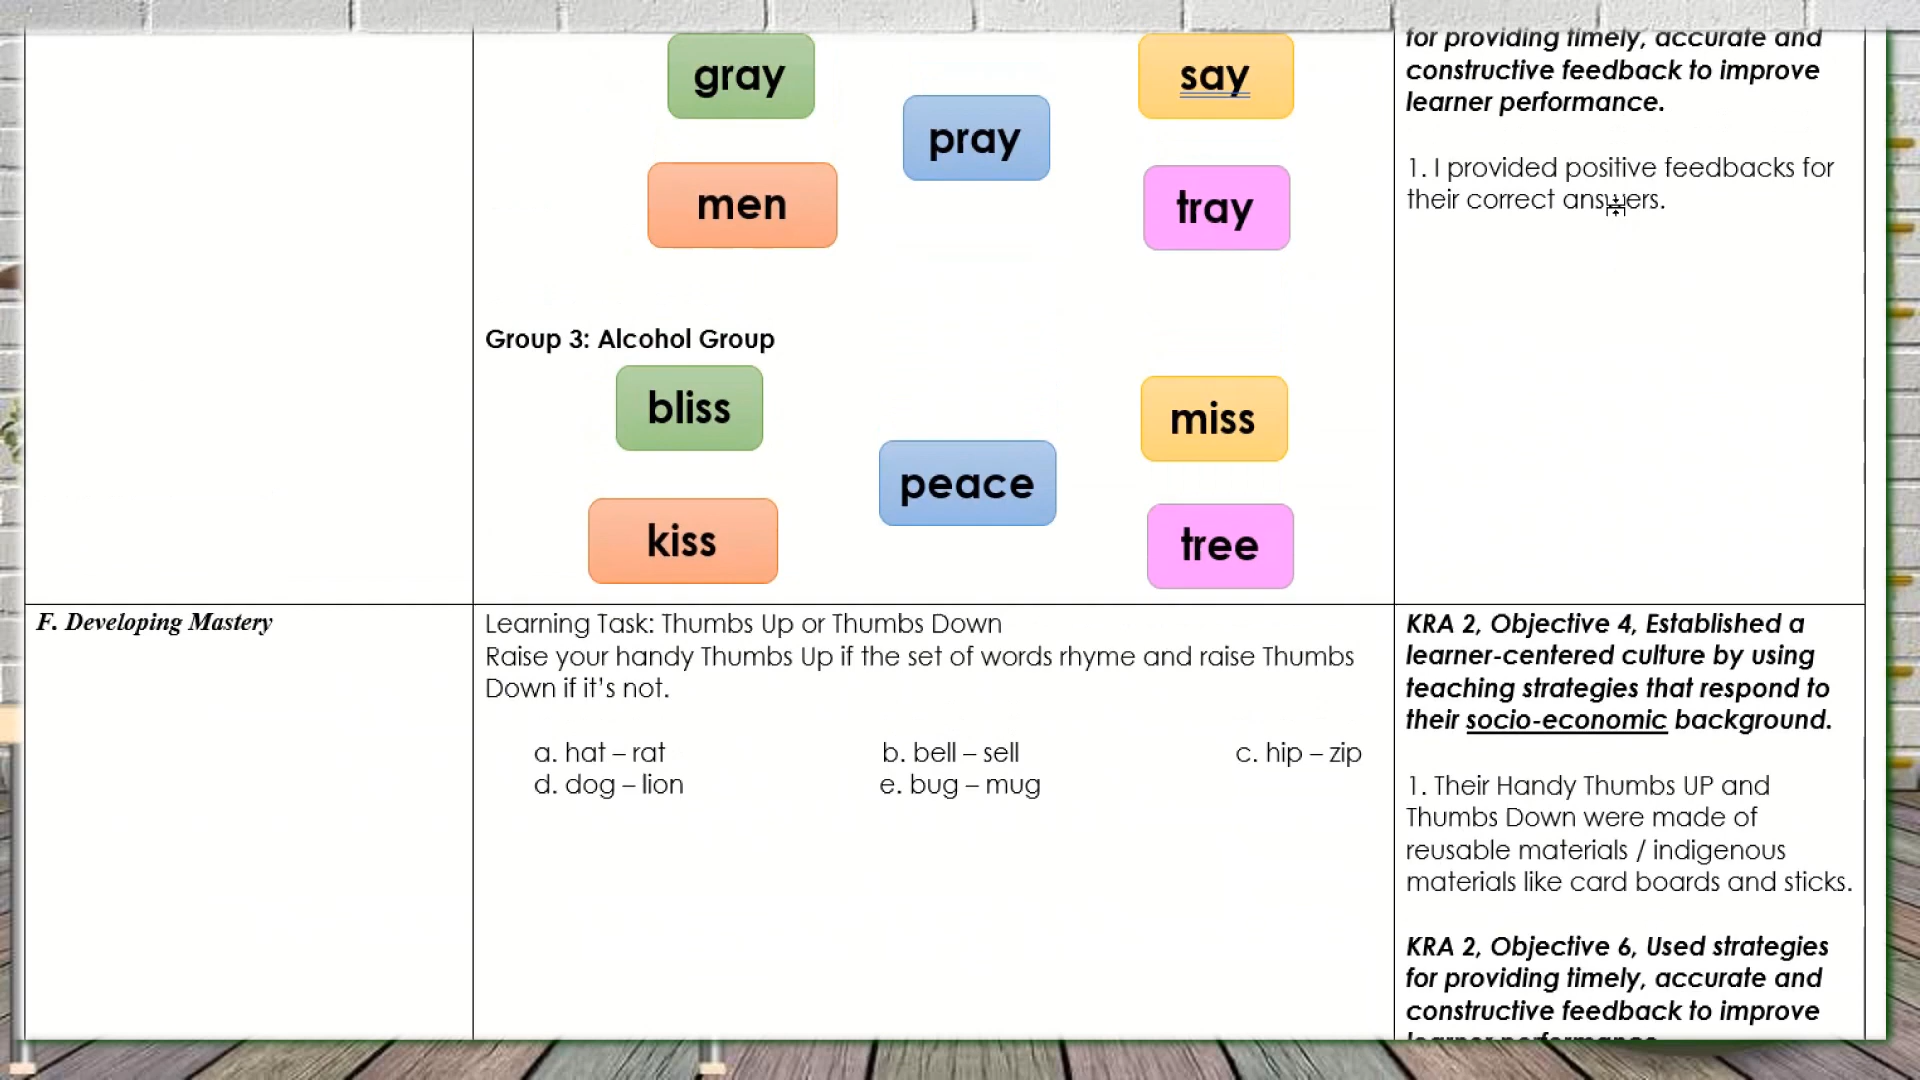 gray
say
pray
men
tray
Group 3: Alcohol Group
bliss
miss
peace
kiss
tree
for providing timely, accurate and
constructive feedback to improve
learner performance.
1. I provided positive feedbacks for
their correct answers.
F. Developing Mastery
Learning Task: Thumbs Up or Thumbs Down
Raise your handy Thumbs Up if the set of words rhyme and raise Thumbs
Down if it’s not.
a. hat – rat b. bell – sell c. hip – zip
d. dog – lion e. bug – mug
KRA 2, Objective 4, Established a
learner-centered culture by using
teaching strategies that respond to
their socio-economic background.
1. Their Handy Thumbs UP and
Thumbs Down were made of
reusable materials / indigenous
materials like card boards and sticks.
KRA 2, Objective 6, Used strategies
for providing timely, accurate and
constructive feedback to improve
learner performance.